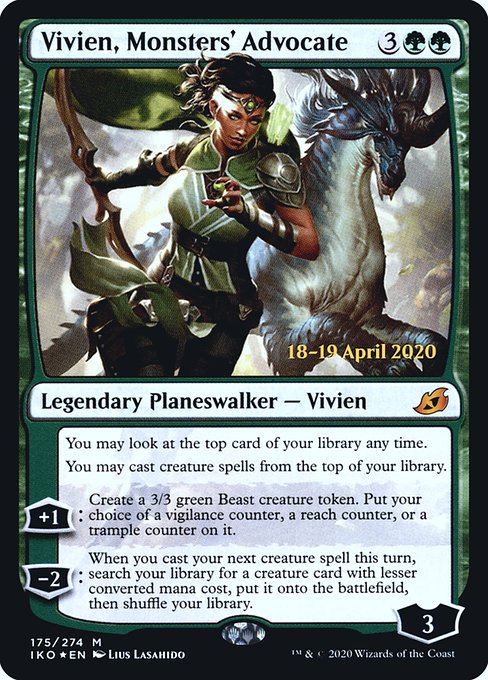 Vivien, Monsters' Advocate 3
18–19 April 2020
Legendary Planeswalker — Vivien
You may look at the top card of your library any time.
You may cast creature spells from the top of your library.
+1 : Create a 3/3 green Beast creature token. Put your
choice of a vigilance counter, a reach counter, or a
trample counter on it.
−2 : When you cast your next creature spell this turn,
search your library for a creature card with lesser
converted mana cost, put it onto the battlefield,
then shuffle your library.
3
175/274 M
IKO ★ EN Lius Lasahido
™ & © 2020 Wizards of the Coast